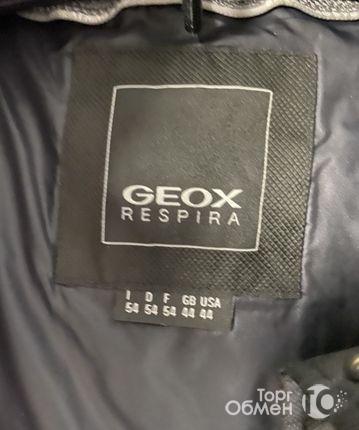 GEOX
RESPIRA
I D F GB USA
54 54 54 44 44
Торг
Обмен